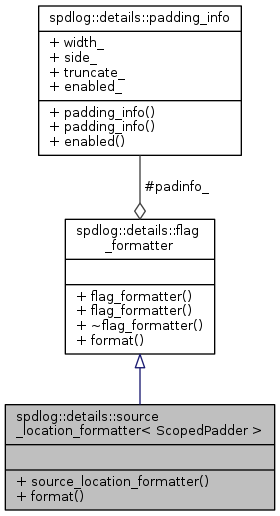 spdlog::details::padding_info
+ width_
+ side_
+ truncate_
+ enabled_
+ padding_info()
+ padding_info()
+ enabled()
#padinfo_
spdlog::details::flag
_formatter
+ flag_formatter()
+ flag_formatter()
+ ~flag_formatter()
+ format()
spdlog::details::source
_location_formatter< ScopedPadder >
+ source_location_formatter()
+ format()